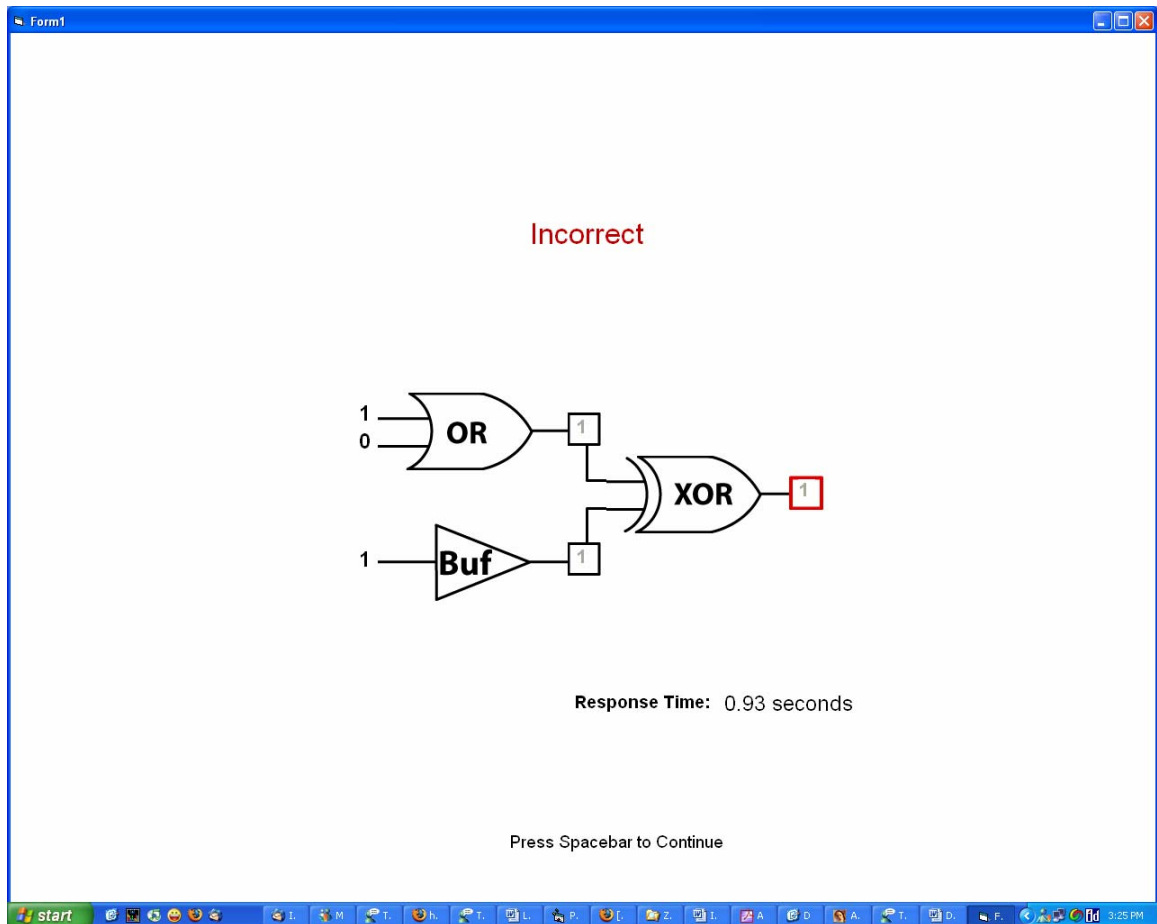 Form1
Incorrect
1
0
OR
1
XOR
1
1
Buf
1
Response Time: 0.93 seconds
Press Spacebar to Continue
start
I.
M
T.
h.
T.
L.
P.
[.
Z.
I.
A
D
A.
T.
D.
F.
3:25 PM